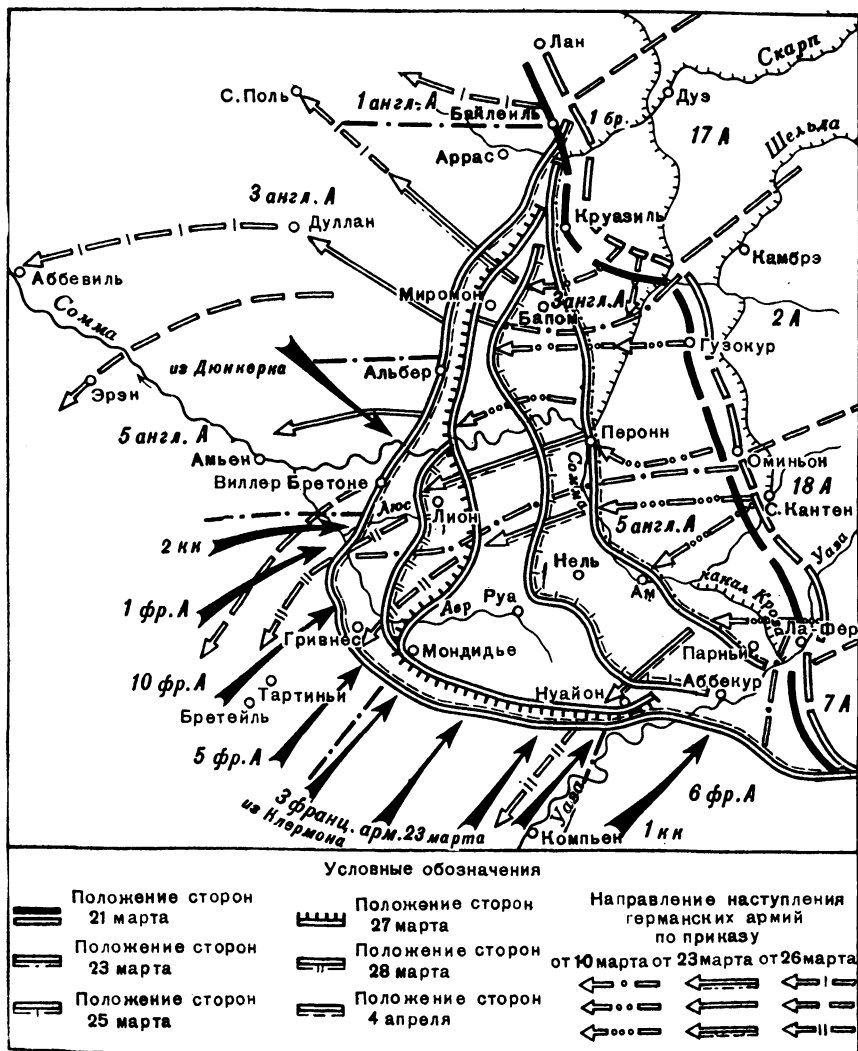 Лан
Скарп
С. Поль
1 англ. А
Байлейль
1 бр.
Дуэ
17 А
Шельда
Аррас
3 англ. А
Дуллан
Круазиль
Камбрэ
Аббевиль
Миромон
3 англ. А
Бапом
2 А
Сомма
Гузокур
из Дюнкерка
Альбер
Эрэн
5 англ. А
Амьен
Перонн
Оминьон
Виллер Бретоне
Сомма
18 А
С. Кантен
Люс
Лион
5 англ. А
Уаза
2 кк
Нель
Ам
канал Кроза
1 фр. А
Руа
Авр
Гривнес
Ла-Фер
Мондидье
Парньи
10 фр. А
Тартиньи
Нуайон
Аббекур
Бретейль
7 А
5 фр. А
3 франц. арм. 23 марта
из Клермона
6 фр. А
Уаза
Компьен
1 кк
Условные обозначения
Положение сторон
21 марта
Положение сторон
23 марта
Положение сторон
25 марта
Положение сторон
27 марта
Положение сторон
28 марта
Положение сторон
4 апреля
Направление наступления
германских армий
по приказу
от 10 марта от 23 марта от 26 марта